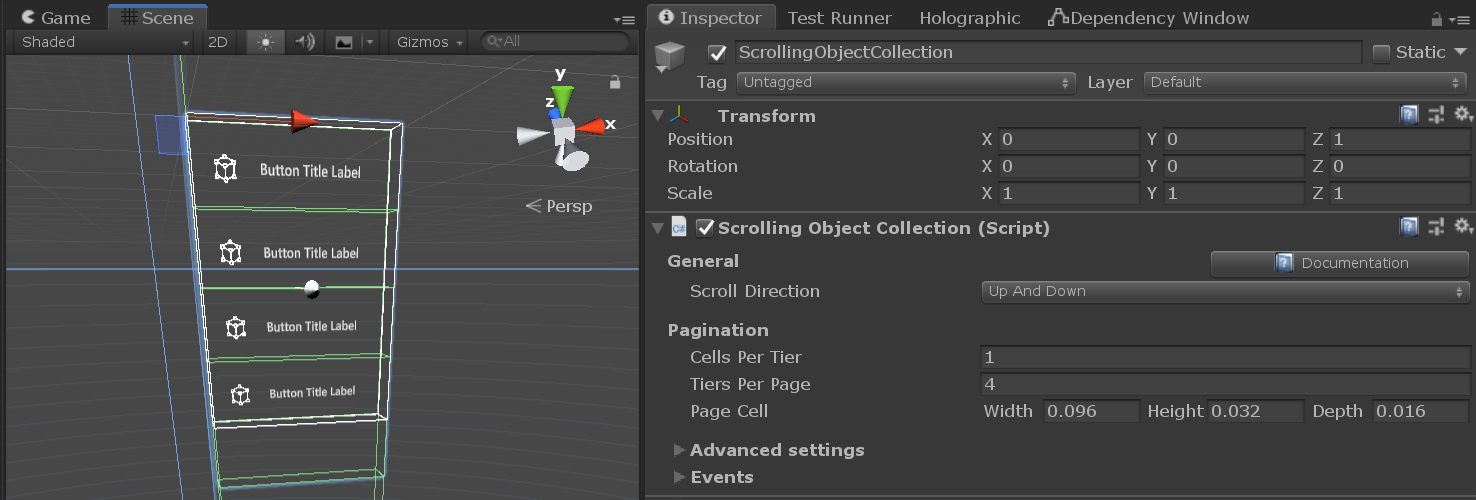 Game Scene
Shaded 2D Gizmos All
y
z
x
Persp
Button Title Label
Button Title Label
Button Title Label
Button Title Label
Inspector Test Runner Holographic Dependency Window
ScrollingObjectCollection Static
Tag Untagged Layer Default
Transform
Position X 0 Y 0 Z 1
Rotation X 0 Y 0 Z 0
Scale X 1 Y 1 Z 1
C# Scrolling Object Collection (Script)
General Documentation
Scroll Direction Up And Down
Pagination
Cells Per Tier 1
Tiers Per Page 4
Page Cell Width 0.096 Height 0.032 Depth 0.016
Advanced settings
Events